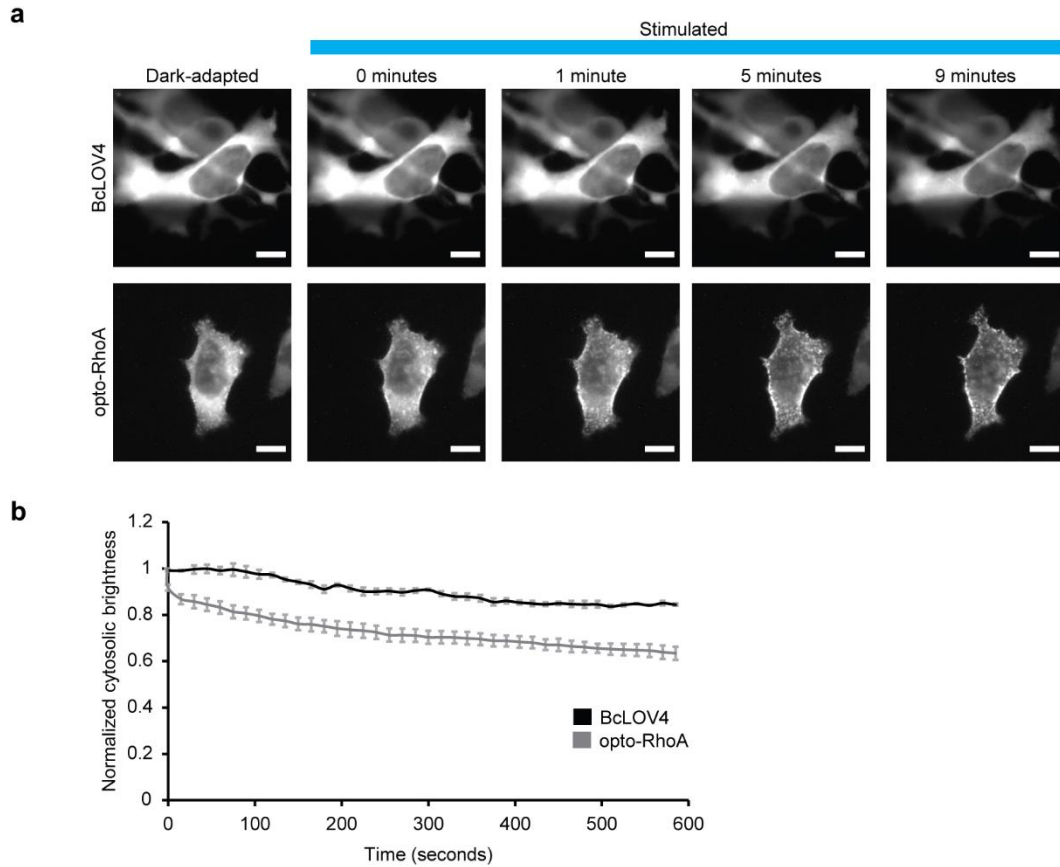 a
Stimulated
Dark-adapted 0 minutes 1 minute 5 minutes 9 minutes
BcLOV4
opto-RhoA
b
Normalized cytosolic brightness
1.2
1
0.8
0.6
0.4
0.2
0
0 100 200 300 400 500 600
Time (seconds)
BcLOV4
opto-RhoA